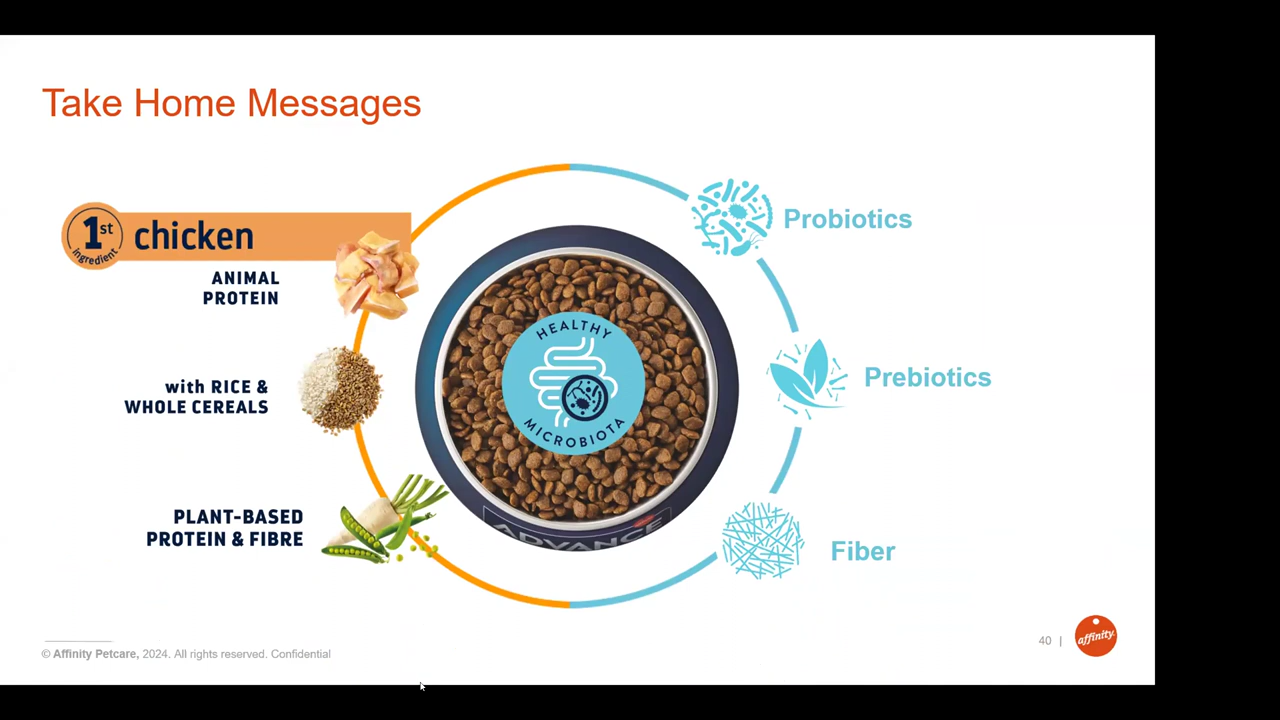 Take Home Messages
1st
ingredient
chicken
ANIMAL
PROTEIN
with RICE &
WHOLE CEREALS
PLANT-BASED
PROTEIN & FIBRE
HEALTHY
MICROBIOTA
ADVANCE
Probiotics
Prebiotics
Fiber
© Affinity Petcare, 2024. All rights reserved. Confidential
40 |
affinity